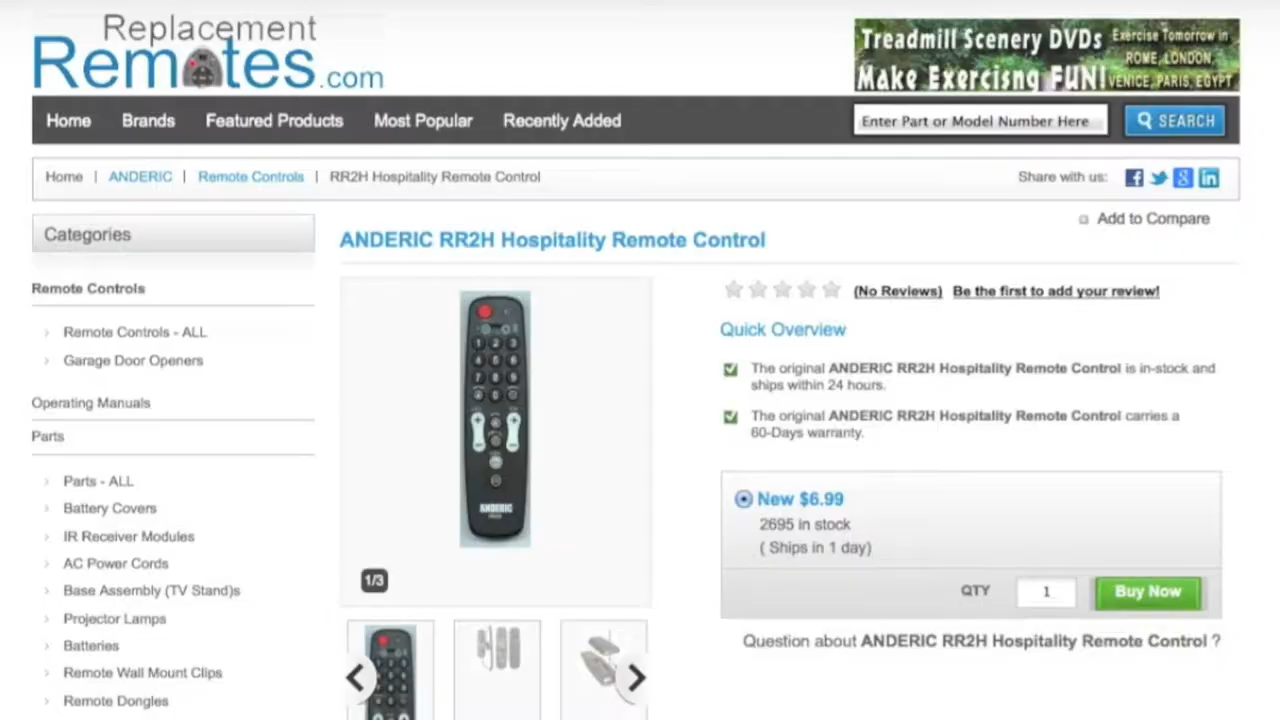 Replacement
Remotes.com
Treadmill Scenery DVDs
Make Exercisng FUN!
Exercise Tomorrow in
ROME, LONDON,
VENICE, PARIS, EGYPT
Home Brands Featured Products Most Popular Recently Added
Enter Part or Model Number Here
SEARCH
Home | ANDERIC | Remote Controls | RR2H Hospitality Remote Control
Share with us:
Add to Compare
Categories
Remote Controls
Remote Controls - ALL
Garage Door Openers
Operating Manuals
Parts
Parts - ALL
Battery Covers
IR Receiver Modules
AC Power Cords
Base Assembly (TV Stand)s
Projector Lamps
Batteries
Remote Wall Mount Clips
Remote Dongles
ANDERIC RR2H Hospitality Remote Control
1 2 3
ANDERIC
1/3
(No Reviews) Be the first to add your review!
Quick Overview
The original ANDERIC RR2H Hospitality Remote Control is in-stock and
ships within 24 hours.
The original ANDERIC RR2H Hospitality Remote Control carries a
60-Days warranty.
New $6.99
2695 in stock
( Ships in 1 day)
QTY 1 Buy Now
Question about ANDERIC RR2H Hospitality Remote Control ?